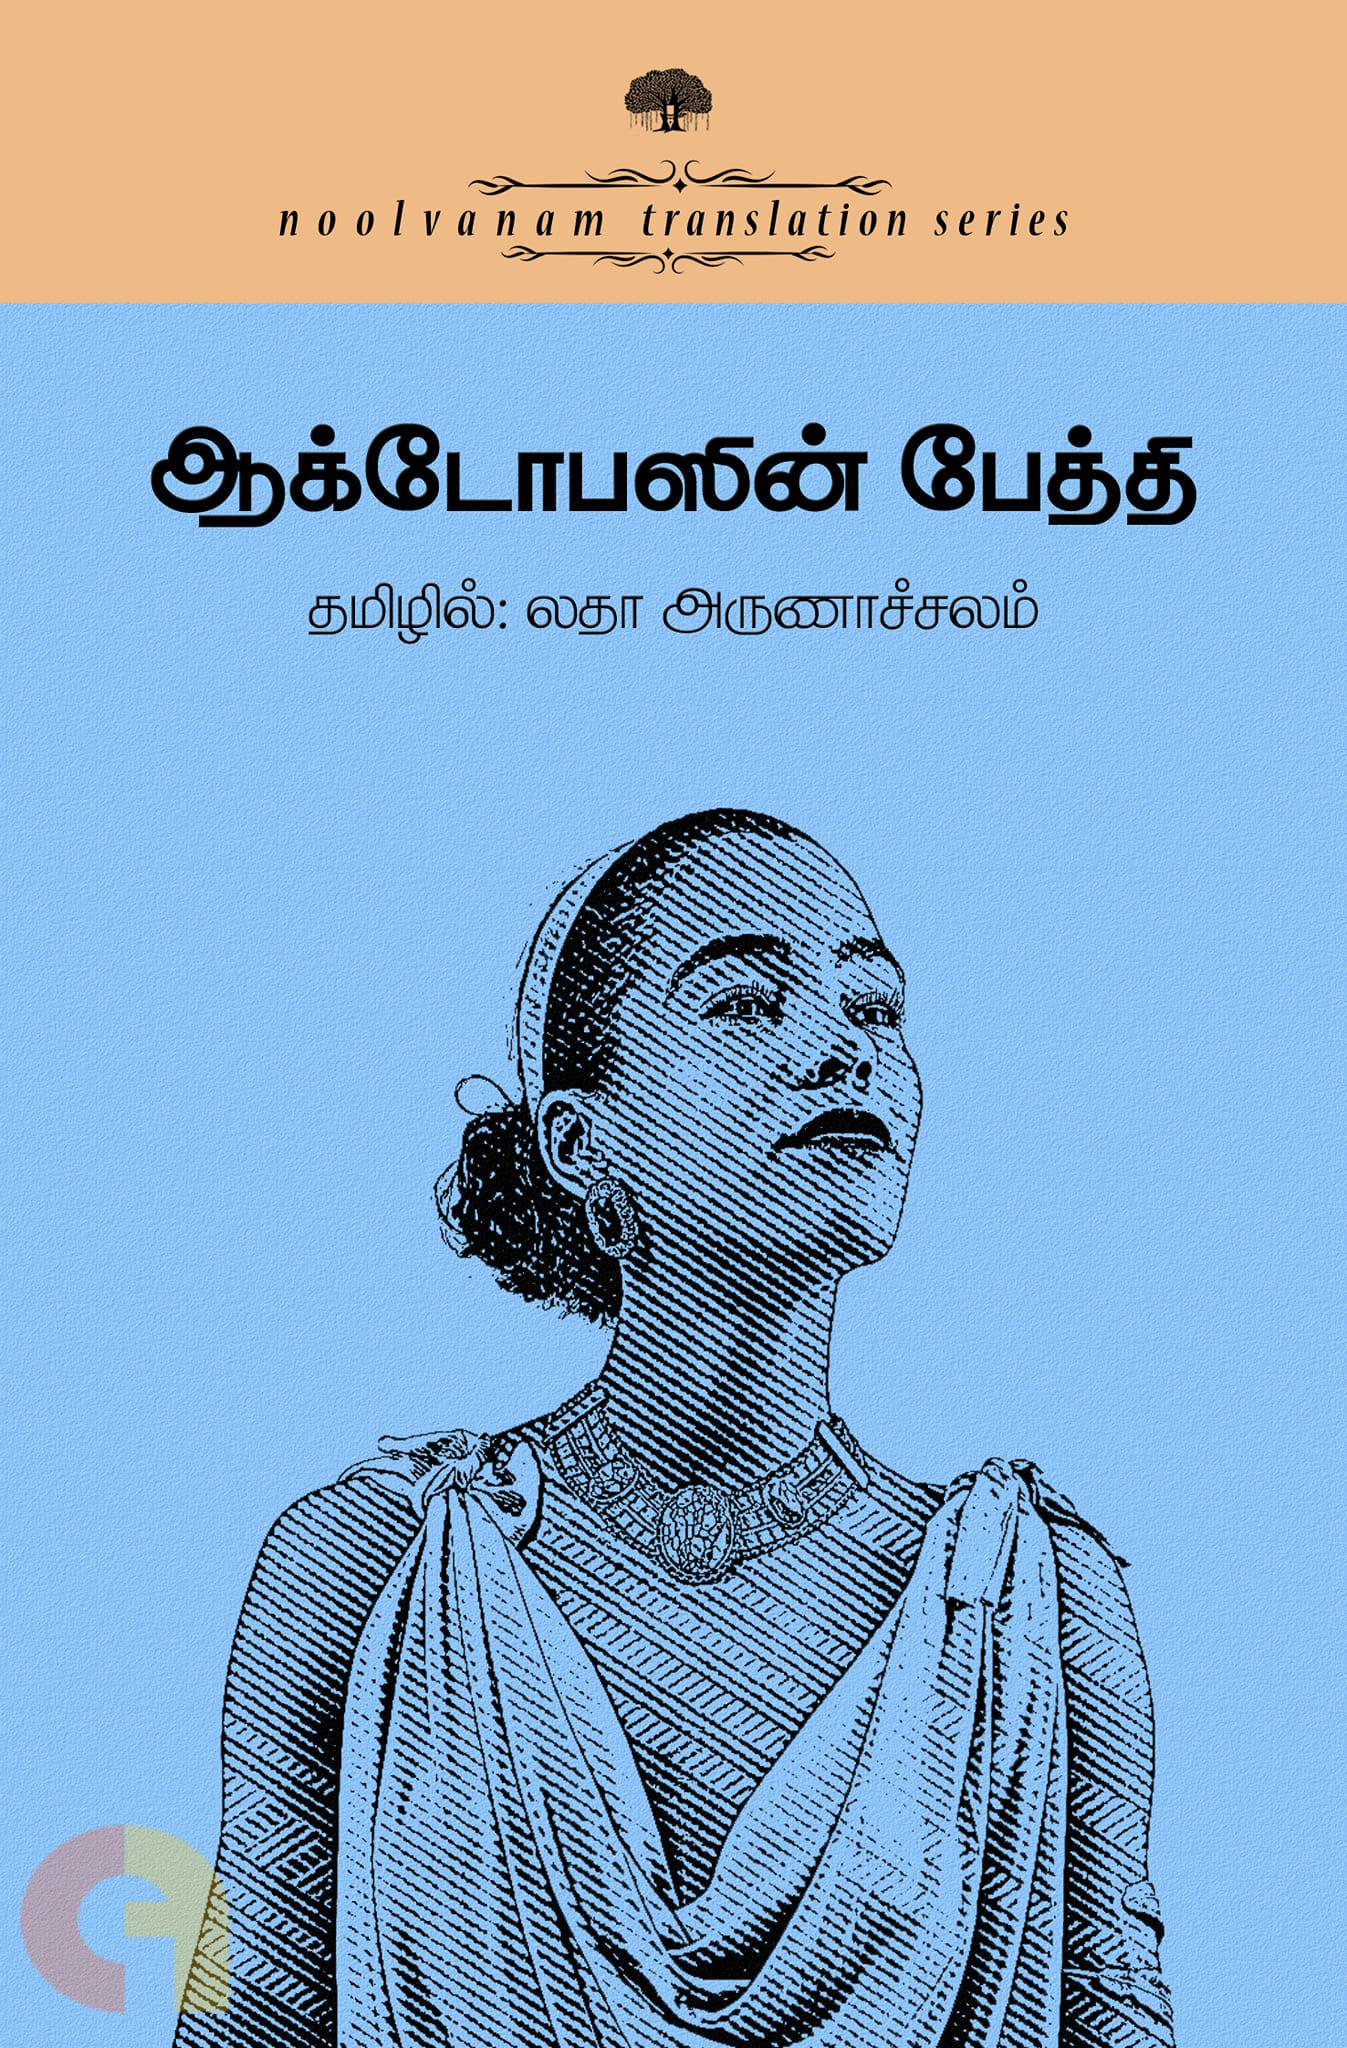 noolvanam translation series
ஆக்டோபஸின் பேத்தி
தமிழில்: லதா அருணாச்சலம்